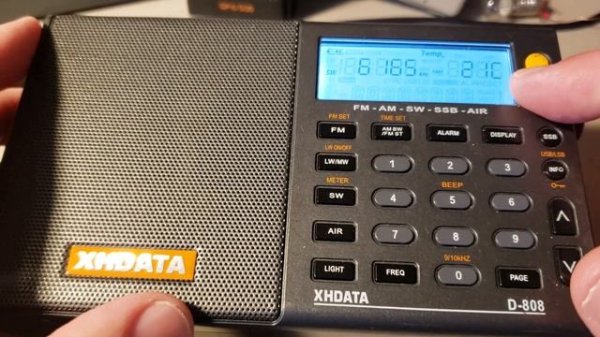 Temp.
SW 6165 21C
FM - AM - SW - SSB - AIR
FM SET TIME SET
FM AM BW /FM ST ALARM DISPLAY SSB
LW ON/OFF USB/LSB
LW/MW 1 2 3 INFO
METER BEEP
SW 4 5 6
AIR 7 8 9
9/10kHZ
LIGHT FREQ 0 PAGE
XHDATA
XHDATA D-808